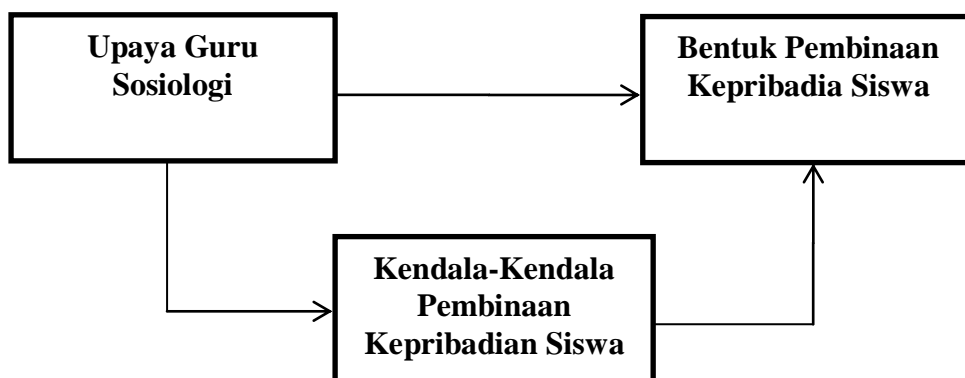 Upaya Guru
Sosiologi
Bentuk Pembinaan
Kepribadia Siswa
Kendala-Kendala
Pembinaan
Kepribadian Siswa